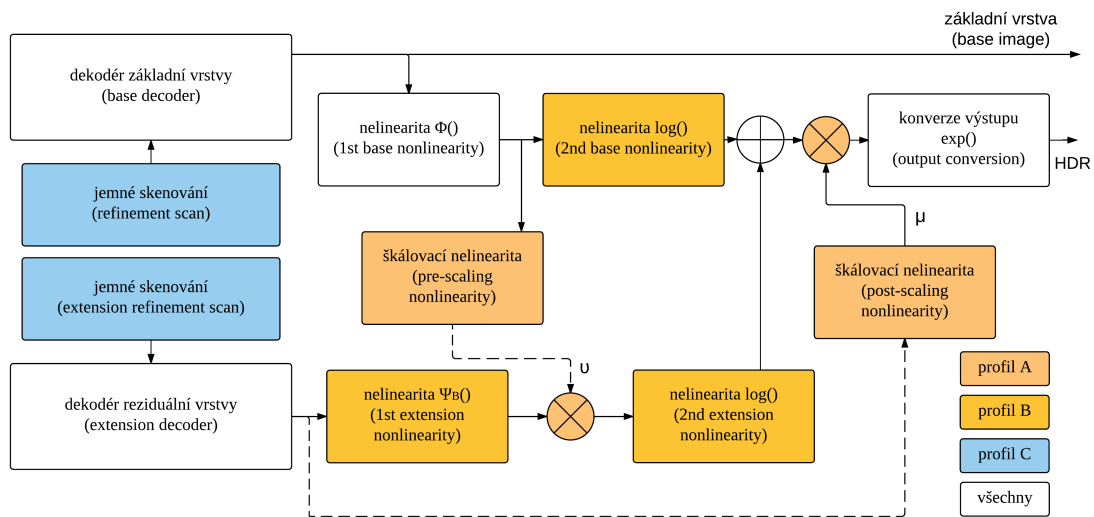 základní vrstva
(base image)
dekodér základní vrstvy
(base decoder)
nelinearita Φ()
(1st base nonlinearity)
nelinearita log()
(2nd base nonlinearity)
konverze výstupu
exp()
(output conversion)
HDR
jemné skenování
(refinement scan)
μ
škálovací nelinearita
(pre-scaling
nonlinearity)
škálovací nelinearita
(post-scaling
nonlinearity)
jemné skenování
(extension refinement scan)
υ
dekodér reziduální vrstvy
(extension decoder)
nelinearita ΨB()
(1st extension
nonlinearity)
nelinearita log()
(2nd extension
nonlinearity)
profil A
profil B
profil C
všechny